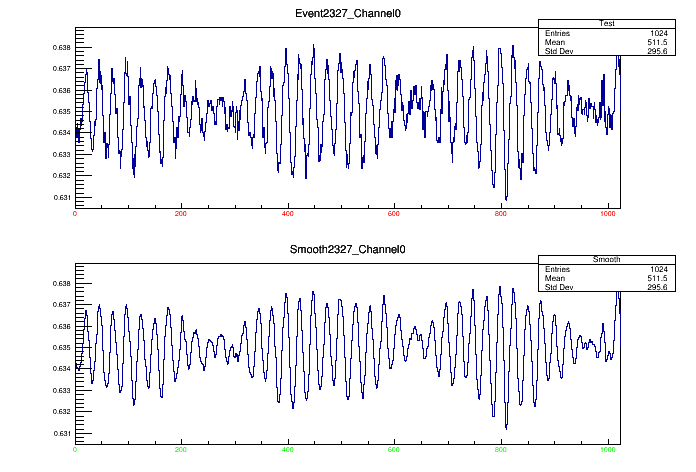 Event2327_Channel0
Test
Entries 1024
Mean 511.5
Std Dev 295.6
0.638
0.637
0.636
0.635
0.634
0.633
0.632
0.631
0 200 400 600 800 1000
Smooth2327_Channel0
Smooth
Entries 1024
Mean 511.5
Std Dev 295.6
0.638
0.637
0.636
0.635
0.634
0.633
0.632
0.631
0 200 400 600 800 1000